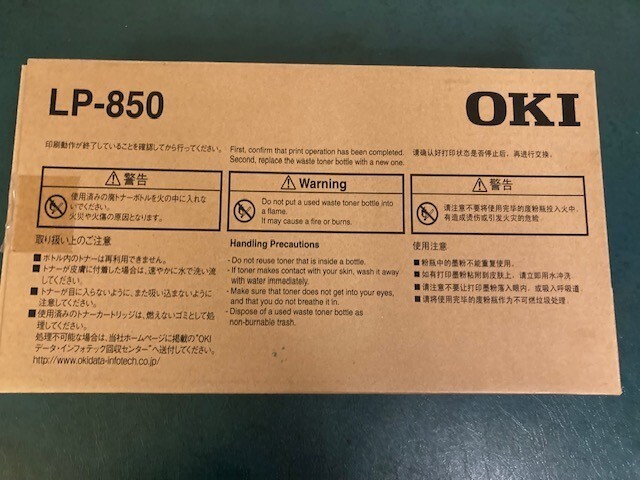 LP-850
OKI
印刷動作が終了していることを確認してから行ってください。
⚠ 警告
使用済みの廃トナーボトルを火の中に入れな
いでください。
火災や火傷の原因となります。
取り扱い上のご注意
■ボトル内のトナーは再利用できません。
■トナーが皮膚に付着した場合は、速やかに水で洗い流
してください。
■トナーが目に入らないように、また吸い込まないように
注意してください。
■使用済みのトナーカートリッジは、燃えないゴミとして処
理してください。
処理不可能な場合は、当社ホームページに掲載の"OKI
データ・インフォテック回収センター"へ送付してください。
http://www.okidata-infotech.co.jp/
First, confirm that print operation has been completed.
Second, replace the waste toner bottle with a new one.
⚠ Warning
Do not put a used waste toner bottle into
a flame.
It may cause a fire or burns.
Handling Precautions
- Do not reuse toner that is inside a bottle.
- If toner makes contact with your skin, wash it away
with water immediately.
- Make sure that toner does not get into your eyes,
and that you do not breathe it in.
- Dispose of a used waste toner bottle as
non-burnable trash.
请确认好打印状态是否停止后，再进行交换。
⚠ 警告
请注意不要将使用完毕的废粉瓶投入火中，
有造成烫伤或引发火灾的危险
使用注意
■粉瓶中的墨粉不能重复使用。
■如有打印墨粉粘附到皮肤上，请立即用水冲洗。
■请注意不要让打印墨粉落入眼内，或吸入呼吸道
■请将使用完毕的废粉瓶作为不可燃垃圾处理